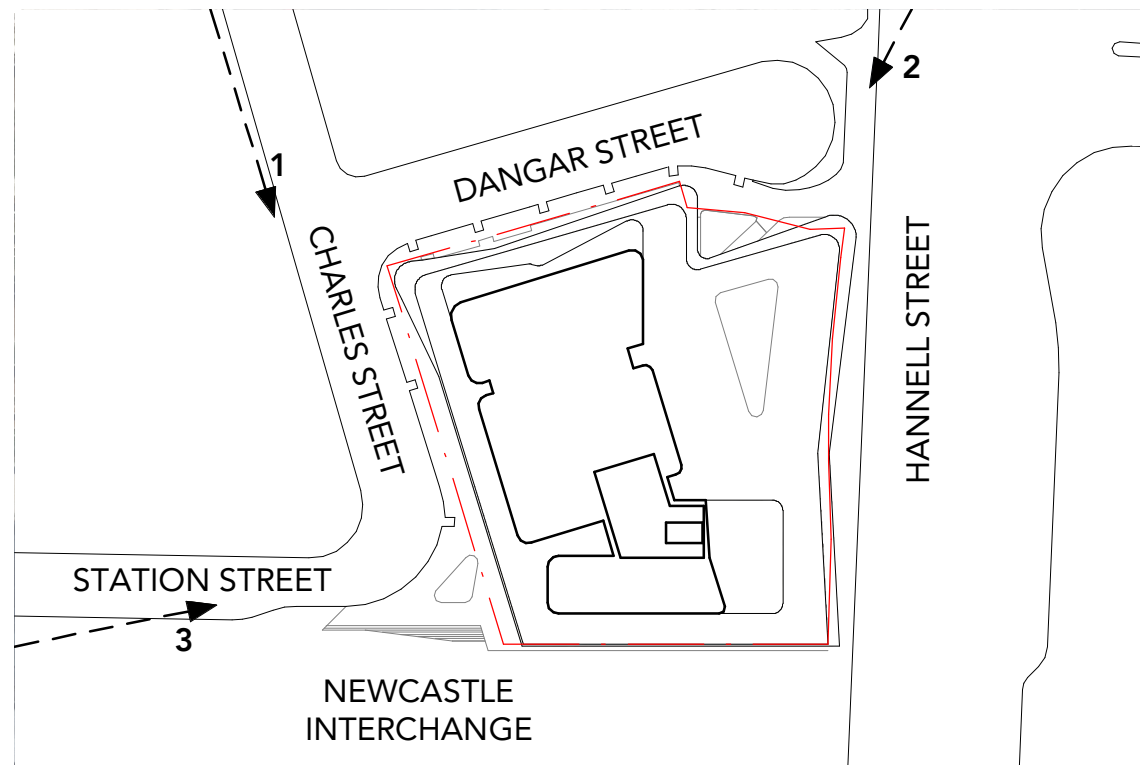 2
1
DANGAR STREET
CHARLES STREET
HANNELL STREET
STATION STREET
3
NEWCASTLE
INTERCHANGE